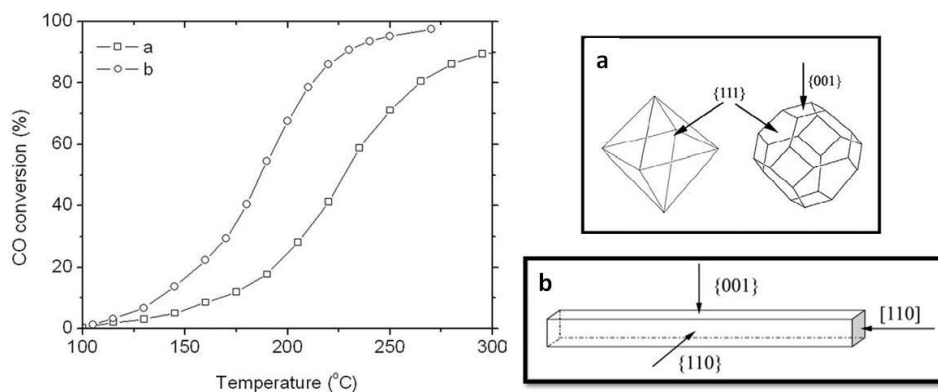 100
80
60
40
20
0
CO conversion (%)
a
b
100
150
200
250
300
Temperature (°C)
a
{111}
{001}
b
{001}
[110]
{110}